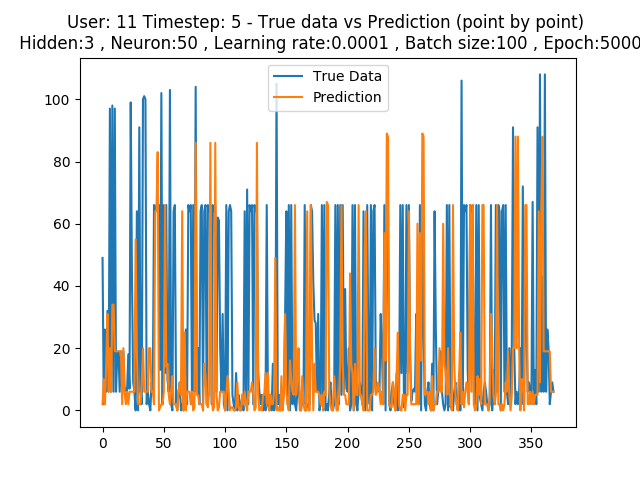 User: 11 Timestep: 5 - True data vs Prediction (point by point)
Hidden:3 , Neuron:50 , Learning rate:0.0001 , Batch size:100 , Epoch:5000
True Data
Prediction
100
80
60
40
20
0
0 50 100 150 200 250 300 350